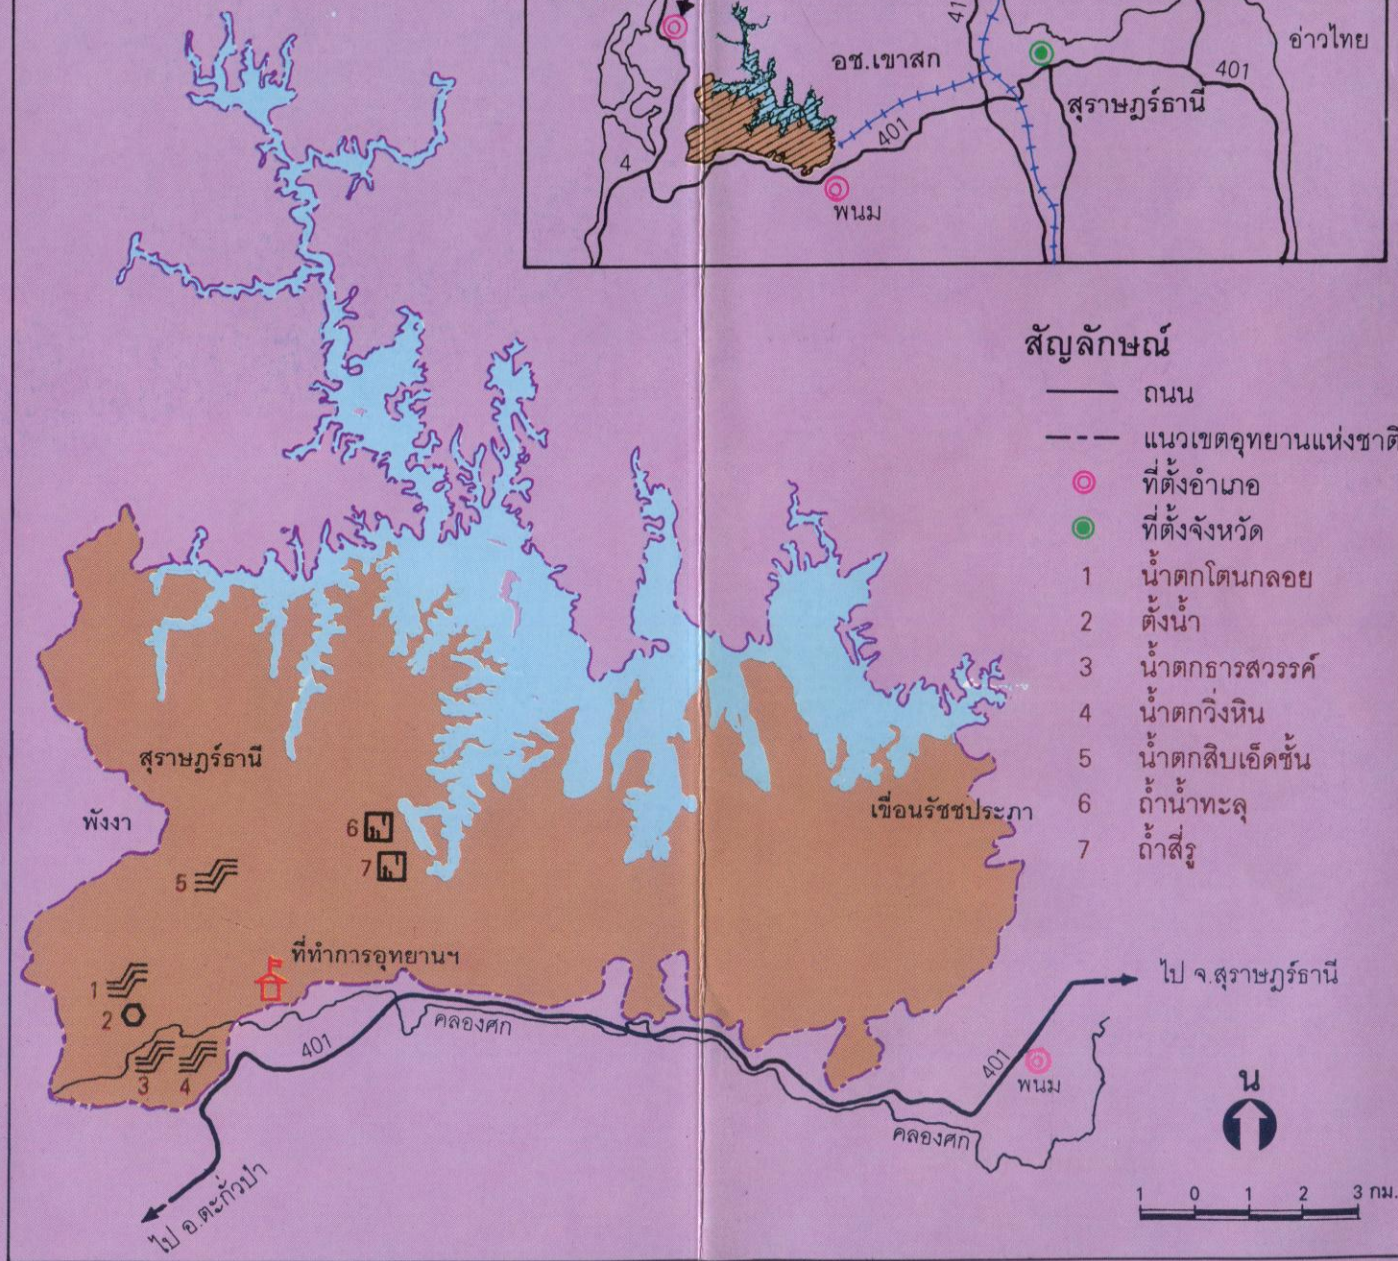 41
อ่าวไทย
อช.เขาสก
401
สุราษฎร์ธานี
401
4
พนม
สัญลักษณ์
ถนน
แนวเขตอุทยานแห่งชาติ
ที่ตั้งอำเภอ
ที่ตั้งจังหวัด
1 น้ำตกโตนกลอย
2 ตั้งน้ำ
3 น้ำตกธารสวรรค์
4 น้ำตกวิ่งหิน
5 น้ำตกสิบเอ็ดชั้น
6 ถ้ำน้ำทะลุ
7 ถ้ำสี่รู
สุราษฎร์ธานี
พังงา
เขื่อนรัชชประภา
6
7
5
ที่ทำการอุทยานฯ
1
2
3
4
401
คลองศก
ไป จ.สุราษฎร์ธานี
401
พนม
คลองศก
ไป อ.ตะกั่วป่า
น
1 0 1 2 3 กม.